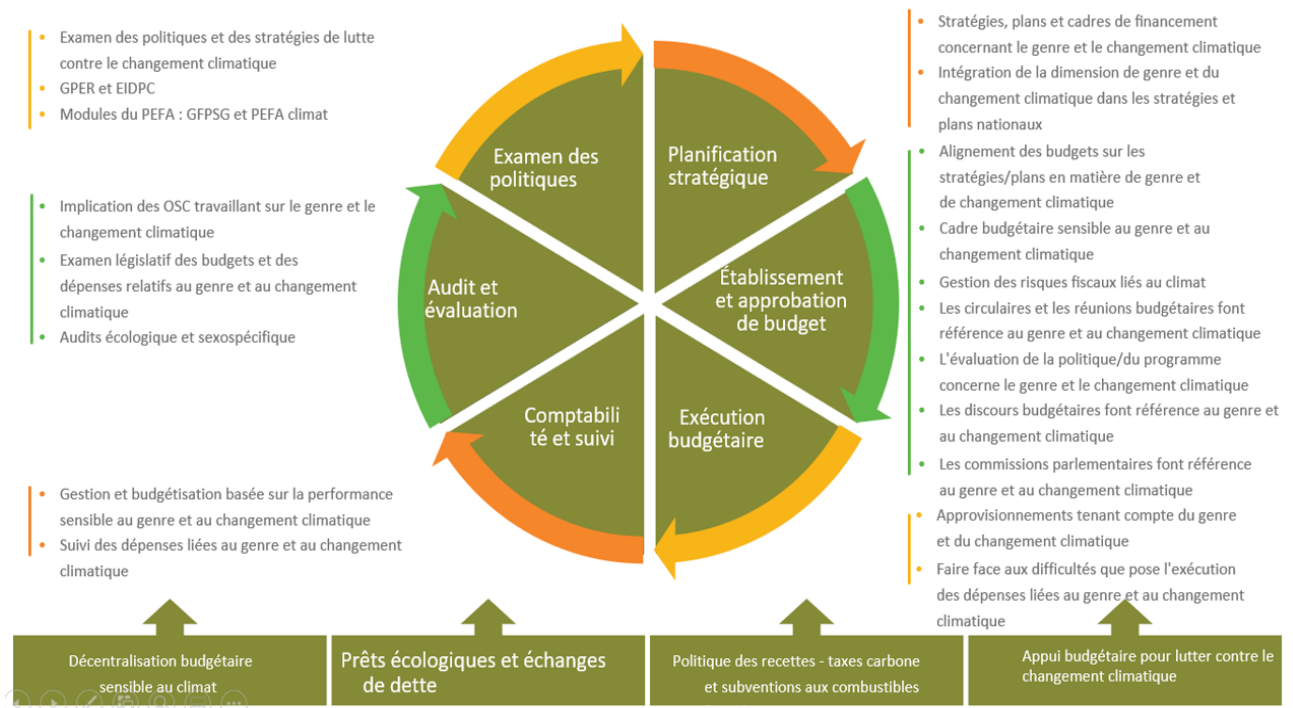 Examen des politiques et des stratégies de lutte
contre le changement climatique
GPER et EIDPC
Modules du PEFA : GFPSG et PEFA climat
Implication des OSC travaillant sur le genre et le
changement climatique
Examen législatif des budgets et des
dépenses relatifs au genre et au changement
climatique
Audits écologique et sexospécifique
Gestion et budgétisation basée sur la performance
sensible au genre et au changement climatique
Suivi des dépenses liées au genre et au changement
climatique
Examen des
politiques
Planification
stratégique
Audit et
évaluation
Établissement
et approbation
de budget
Comptabili
té et suivi
Exécution
budgétaire
Stratégies, plans et cadres de financement
concernant le genre et le changement climatique
Intégration de la dimension de genre et du
changement climatique dans les stratégies et
plans nationaux
Alignement des budgets sur les
stratégies/plans en matière de genre et
de changement climatique
Cadre budgétaire sensible au genre et au
changement climatique
Gestion des risques fiscaux liés au climat
Les circulaires et les réunions budgétaires font
référence au genre et au changement climatique
L'évaluation de la politique/du programme
concerne le genre et le changement climatique
Les discours budgétaires font référence au genre et
au changement climatique
Les commissions parlementaires font référence
au genre et au changement climatique
Approvisionnements tenant compte du genre
et du changement climatique
Faire face aux difficultés que pose l'exécution
des dépenses liées au genre et au changement
climatique
Décentralisation budgétaire
sensible au climat
Prêts écologiques et échanges
de dette
Politique des recettes - taxes carbone
et subventions aux combustibles
Appui budgétaire pour lutter contre le
changement climatique